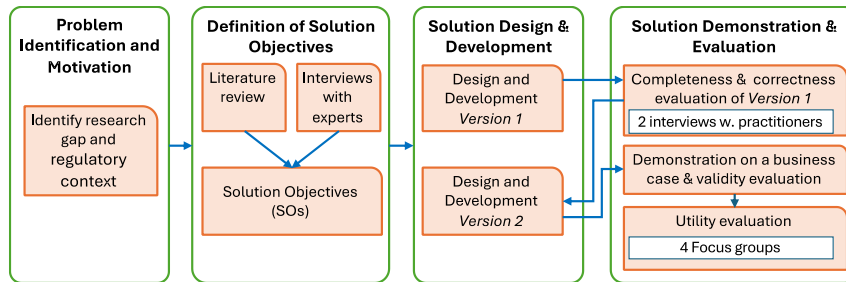 Problem
Identification and
Motivation
Identify research
gap and
regulatory
context
Definition of Solution
Objectives
Literature
review
Interviews
with
experts
Solution Objectives
(SOs)
Solution Design &
Development
Design and
Development
Version 1
Design and
Development
Version 2
Solution Demonstration &
Evaluation
Completeness & correctness
evaluation of Version 1
2 interviews w. practitioners
Demonstration on a business
case & validity evaluation
Utility evaluation
4 Focus groups